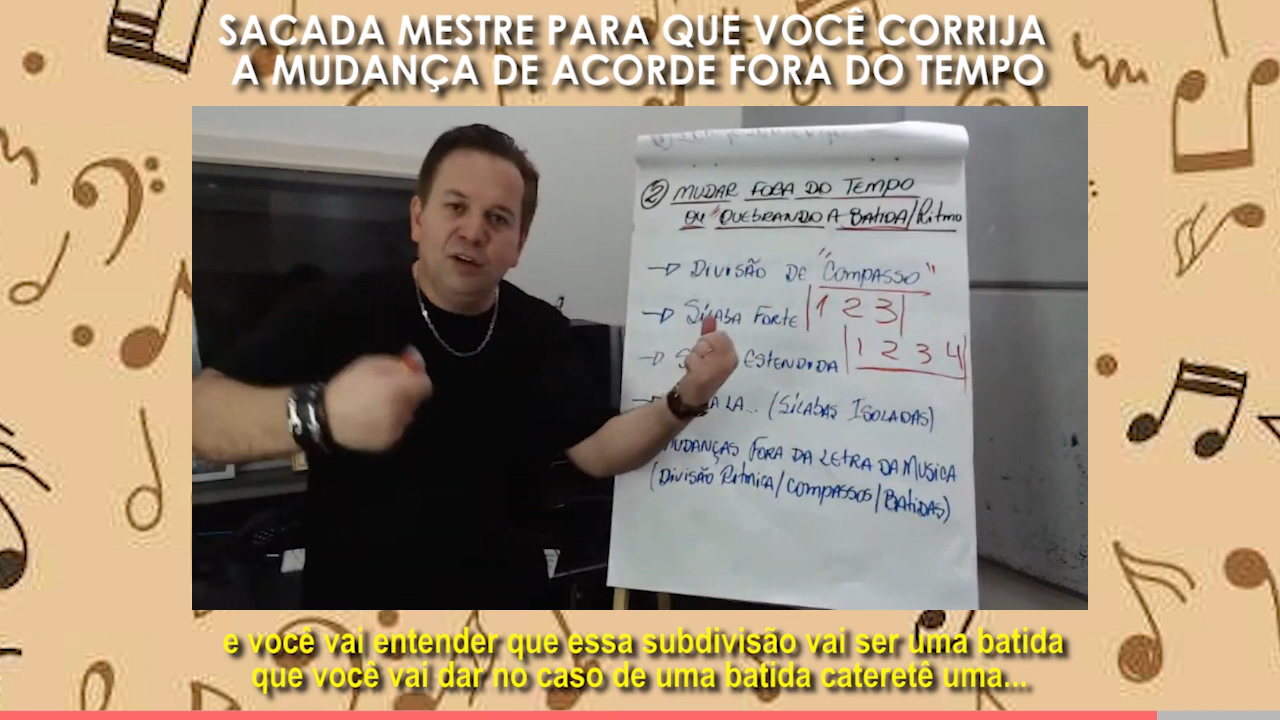 SACADA MESTRE PARA QUE VOCÊ CORRIJA
A MUDANÇA DE ACORDE FORA DO TEMPO
② MUDAR FORA DO TEMPO
OU "QUEBRANDO A BATIDA/Ritmo
→ DIVISÃO DE "COMPASSO"
→ SÍLABA FORTE |1 2 3|
→ ESTENDIDA |1 2 3 4|
LA... (SÍLABAS ISOLADAS)
MUDANÇAS FORA DA LETRA DA MUSICA
(DIVISÃO RITMICA/COMPASSOS/BATIDAS)
e você vai entender que essa subdivisão vai ser uma batida
que você vai dar no caso de uma batida cateretê uma...